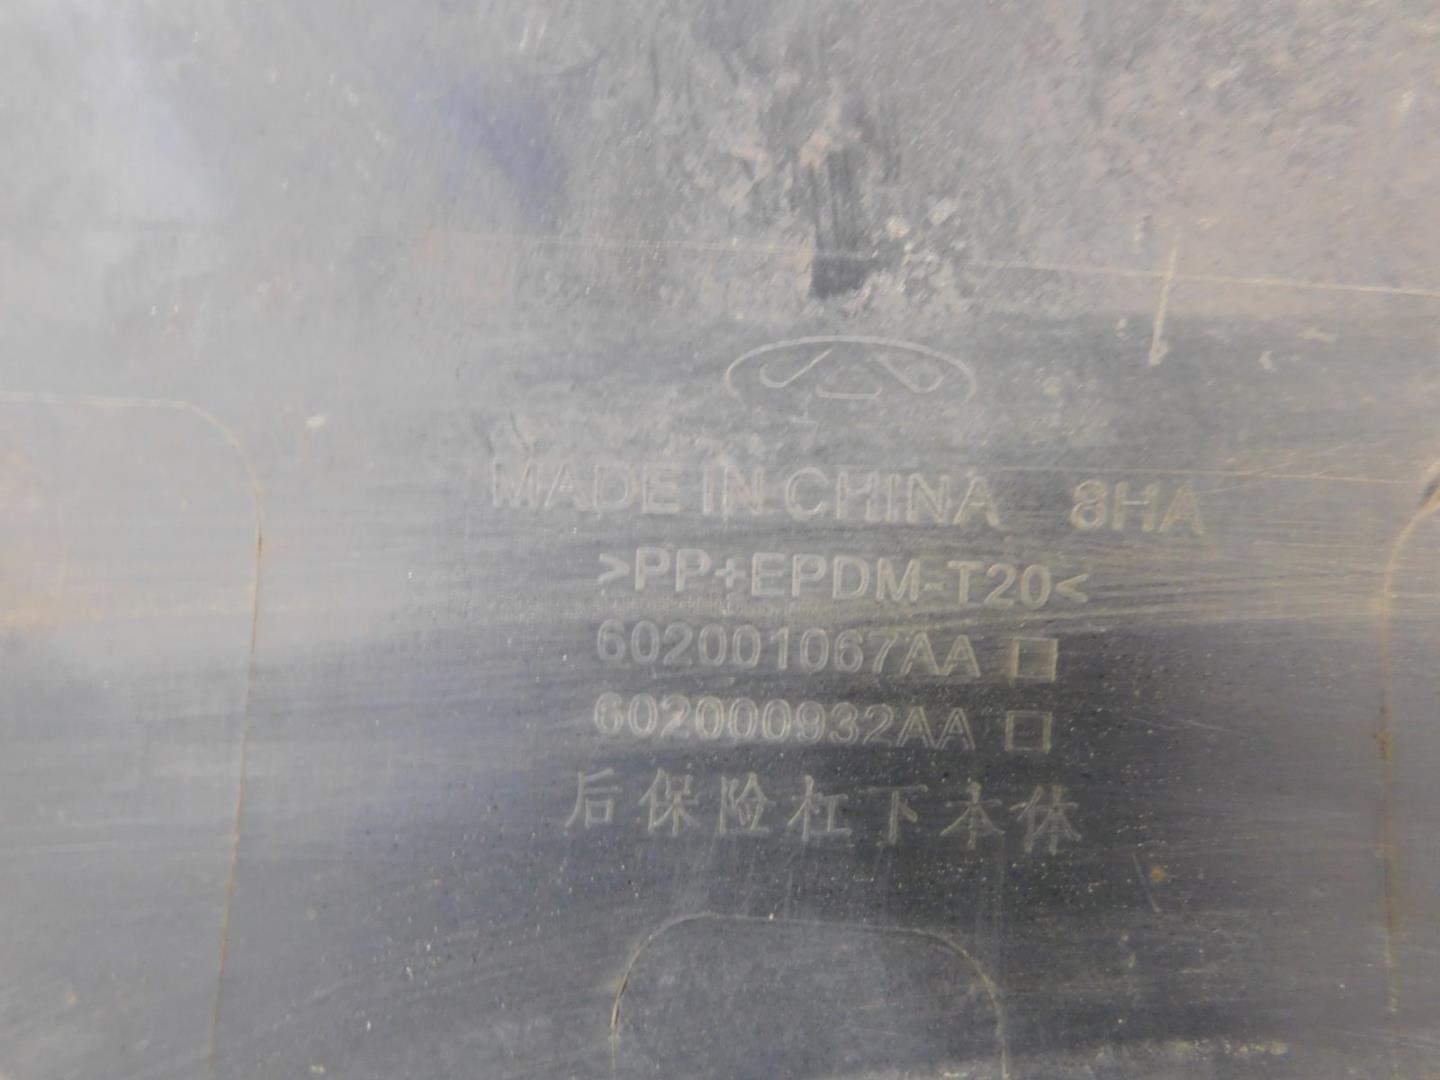 MADE IN CHINA 8HA
>PP+EPDM-T20<
602001067AA □
602000932AA □
后保险杠下本体